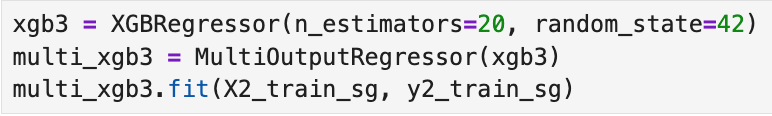 xgb3 = XGBRegressor(n_estimators=20, random_state=42)
multi_xgb3 = MultiOutputRegressor(xgb3)
multi_xgb3.fit(X2_train_sg, y2_train_sg)